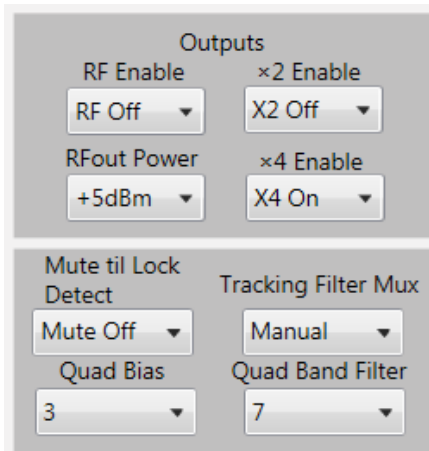 Outputs
RF Enable ×2 Enable
RF Off X2 Off
RFout Power ×4 Enable
+5dBm X4 On
Mute til Lock
Detect
Tracking Filter Mux
Mute Off Manual
Quad Bias Quad Band Filter
3 7